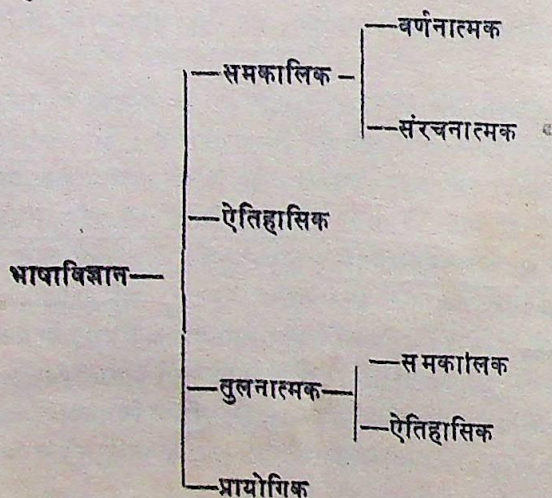 वर्णनात्मक
समकालिक
संरचनात्मक
ऐतिहासिक
भाषाविज्ञान
समकालिक
तुलनात्मक
ऐतिहासिक
प्रायोगिक